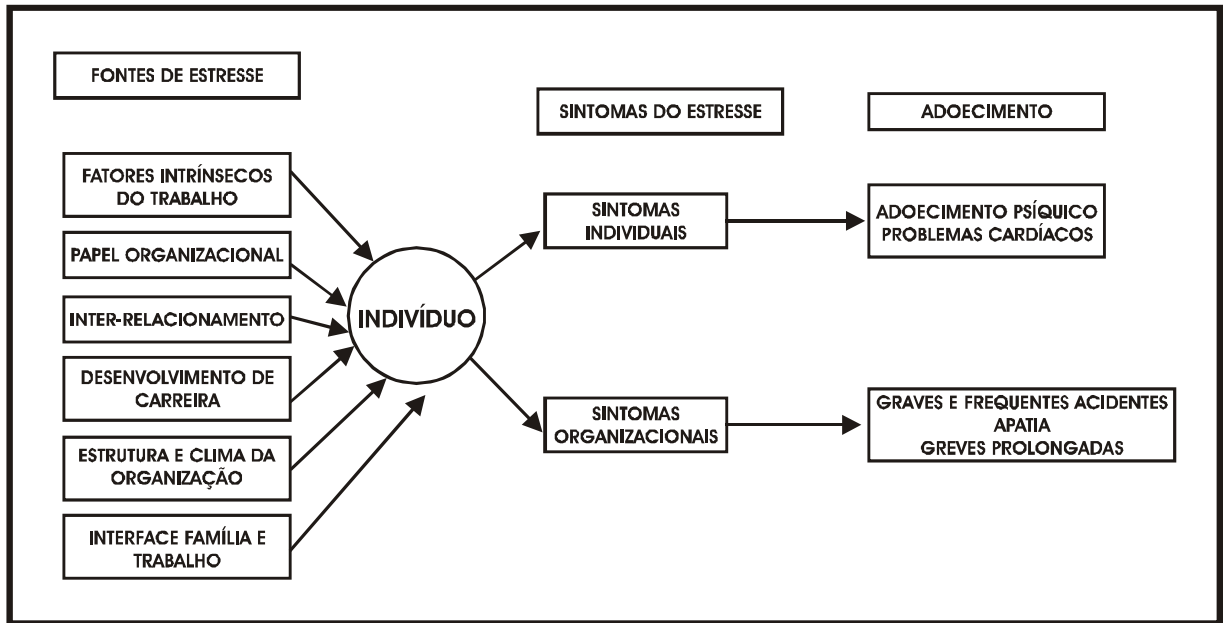 FONTES DE ESTRESSE
SINTOMAS DO ESTRESSE
ADOECIMENTO
FATORES INTRÍNSECOS
DO TRABALHO
PAPEL ORGANIZACIONAL
INTER-RELACIONAMENTO
DESENVOLVIMENTO DE
CARREIRA
ESTRUTURA E CLIMA DA
ORGANIZAÇÃO
INTERFACE FAMÍLIA E
TRABALHO
INDIVÍDUO
SINTOMAS
INDIVIDUAIS
SINTOMAS
ORGANIZACIONAIS
ADOECIMENTO PSÍQUICO
PROBLEMAS CARDÍACOS
GRAVES E FREQUENTES ACIDENTES
APATIA
GREVES PROLONGADAS